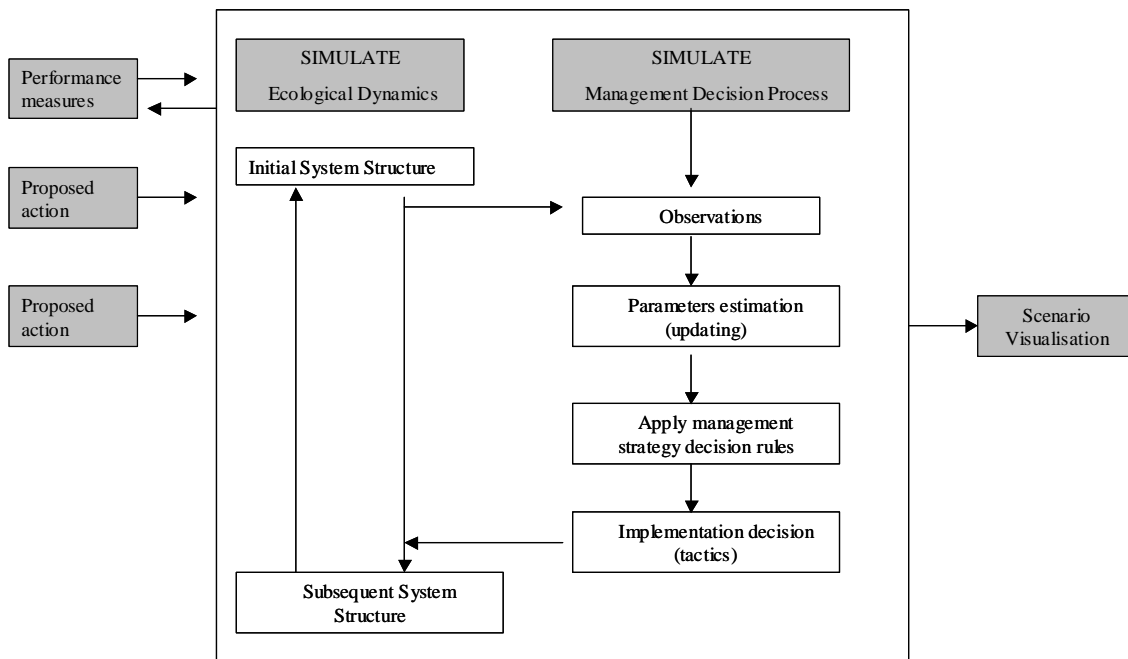 Performance
measures
Proposed
action
Proposed
action
SIMULATE
Ecological Dynamics
Initial System Structure
Subsequent System
Structure
SIMULATE
Management Decision Process
Observations
Parameters estimation
(updating)
Apply management
strategy decision rules
Implementation decision
(tactics)
Scenario
Visualisation